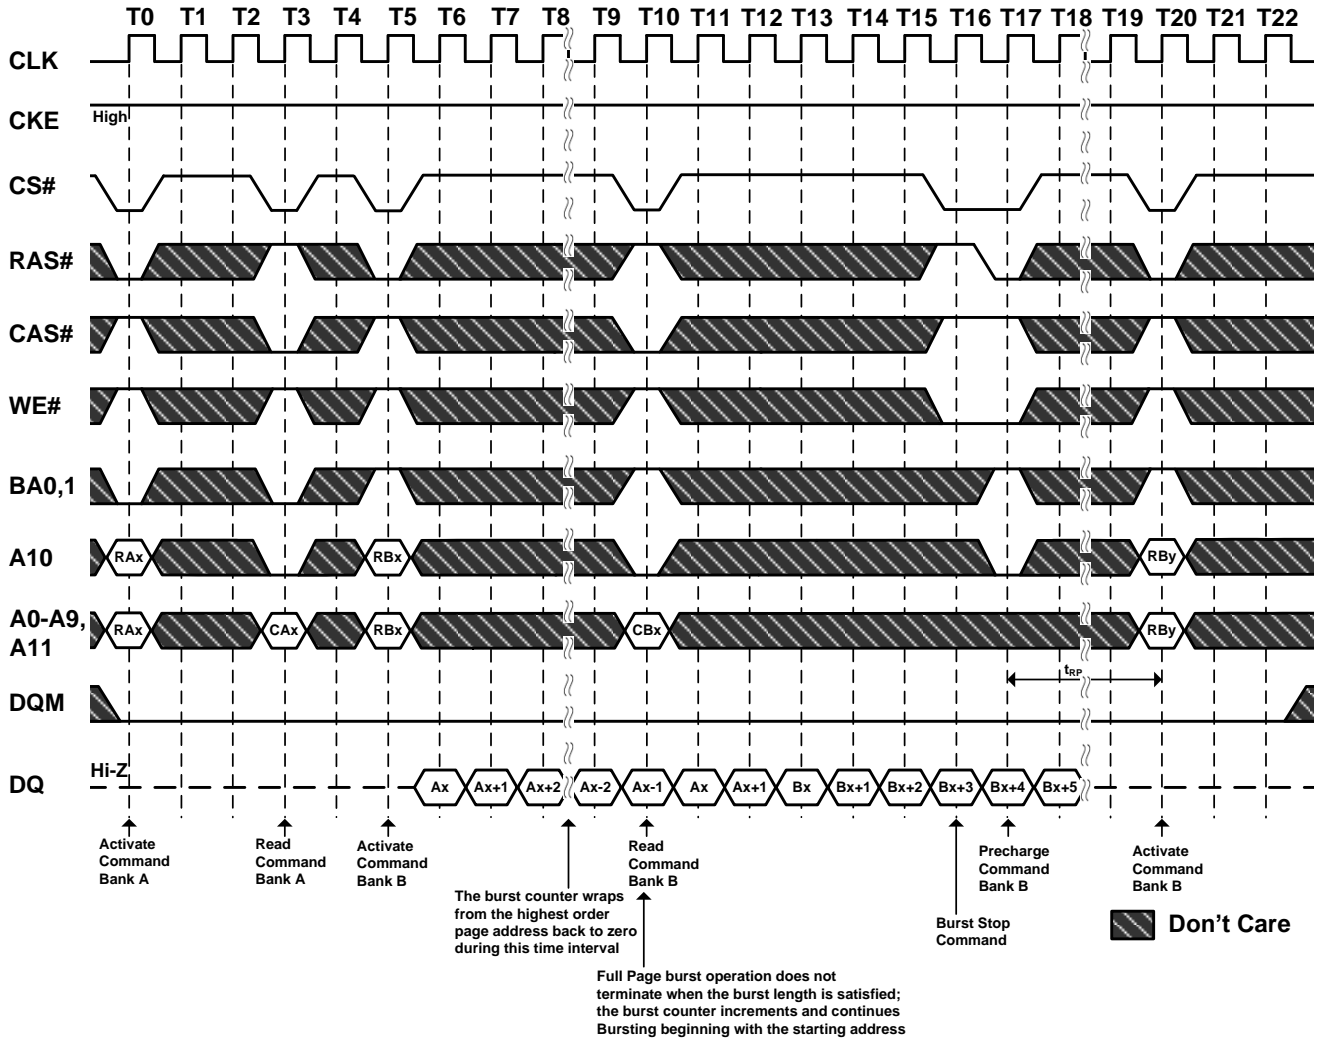 T0 T1 T2 T3 T4 T5 T6 T7 T8 T9 T10 T11 T12 T13 T14 T15 T16 T17 T18 T19 T20 T21 T22
CLK
CKE
High
CS#
RAS#
CAS#
WE#
BA0,1
A10
RAx RBx RBy
A0-A9,
A11
RAx CAx RBx CBx RBy
tRP
DQM
DQ
Hi-Z
Ax Ax+1 Ax+2 Ax-2 Ax-1 Ax Ax+1 Bx Bx+1 Bx+2 Bx+3 Bx+4 Bx+5
Activate
Command
Bank A
Read
Command
Bank A
Activate
Command
Bank B
The burst counter wraps
from the highest order
page address back to zero
during this time interval
Read
Command
Bank B
Full Page burst operation does not
terminate when the burst length is satisfied;
the burst counter increments and continues
Bursting beginning with the starting address
Burst Stop
Command
Precharge
Command
Bank B
Activate
Command
Bank B
Don't Care